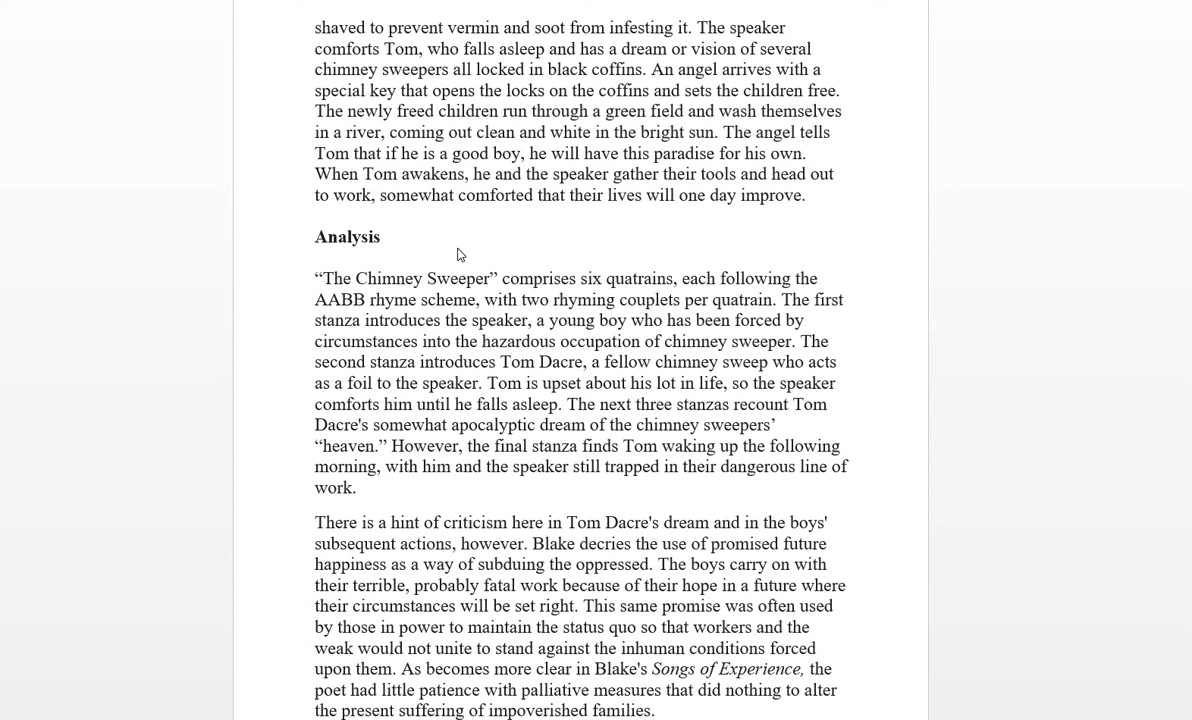 shaved to prevent vermin and soot from infesting it. The speaker
comforts Tom, who falls asleep and has a dream or vision of several
chimney sweepers all locked in black coffins. An angel arrives with a
special key that opens the locks on the coffins and sets the children free.
The newly freed children run through a green field and wash themselves
in a river, coming out clean and white in the bright sun. The angel tells
Tom that if he is a good boy, he will have this paradise for his own.
When Tom awakens, he and the speaker gather their tools and head out
to work, somewhat comforted that their lives will one day improve.
Analysis
“The Chimney Sweeper” comprises six quatrains, each following the
AABB rhyme scheme, with two rhyming couplets per quatrain. The first
stanza introduces the speaker, a young boy who has been forced by
circumstances into the hazardous occupation of chimney sweeper. The
second stanza introduces Tom Dacre, a fellow chimney sweep who acts
as a foil to the speaker. Tom is upset about his lot in life, so the speaker
comforts him until he falls asleep. The next three stanzas recount Tom
Dacre's somewhat apocalyptic dream of the chimney sweepers’
“heaven.” However, the final stanza finds Tom waking up the following
morning, with him and the speaker still trapped in their dangerous line of
work.
There is a hint of criticism here in Tom Dacre's dream and in the boys'
subsequent actions, however. Blake decries the use of promised future
happiness as a way of subduing the oppressed. The boys carry on with
their terrible, probably fatal work because of their hope in a future where
their circumstances will be set right. This same promise was often used
by those in power to maintain the status quo so that workers and the
weak would not unite to stand against the inhuman conditions forced
upon them. As becomes more clear in Blake's Songs of Experience, the
poet had little patience with palliative measures that did nothing to alter
the present suffering of impoverished families.